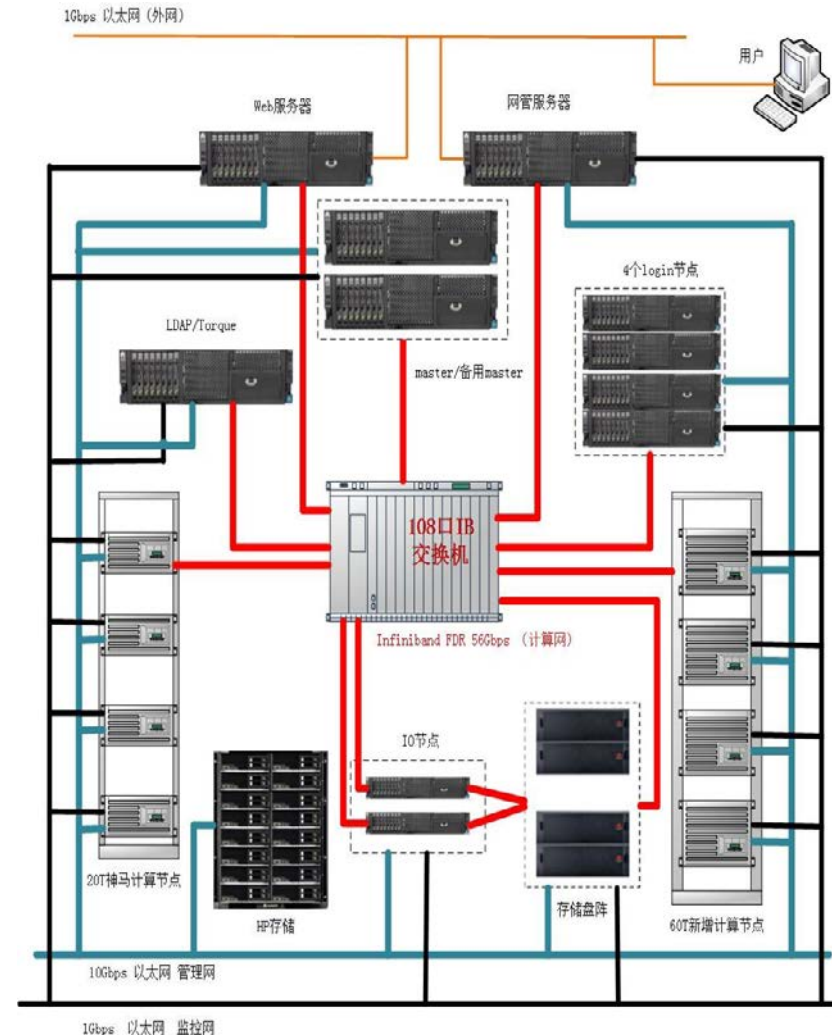 1Gbps 以太网 (外网)
用户
Web服务器
网管服务器
4个login节点
LDAP/Torque
master/备用master
108口IB
交换机
Infiniband FDR 56Gbps （计算网）
IO节点
20T神马计算节点
HP存储
存储盘阵
60T新增计算节点
10Gbps 以太网 管理网
1Gbps 以太网 监控网